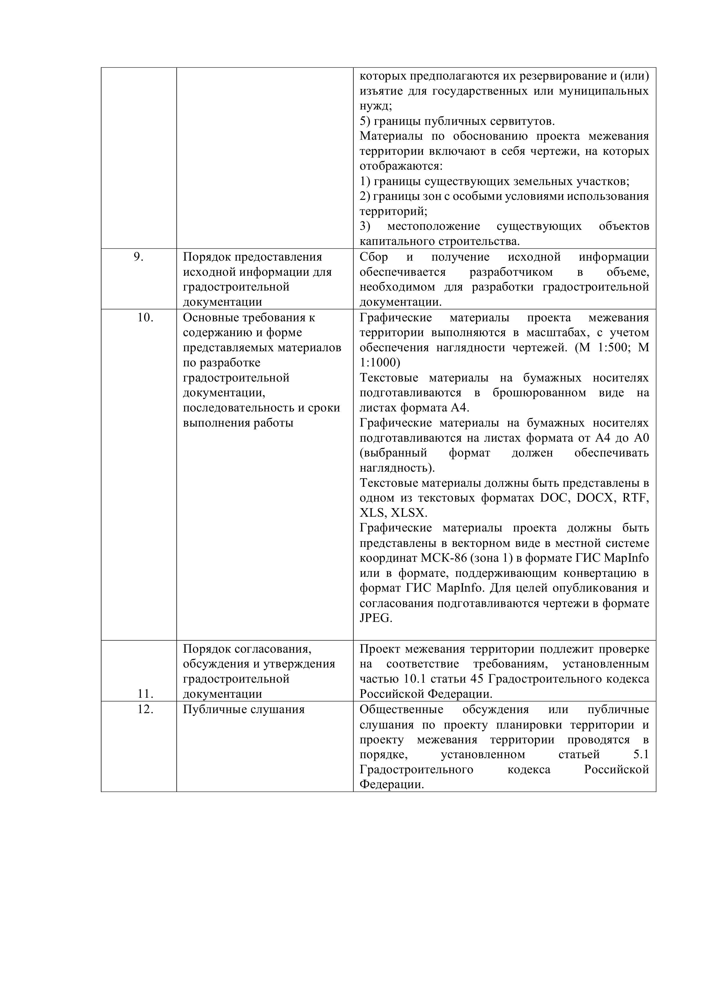 которых предполагаются их резервирование и (или)
изъятие для государственных или муниципальных
нужд;
5) границы публичных сервитутов.
Материалы по обоснованию проекта межевания
территории включают в себя чертежи, на которых
отображаются:
1) границы существующих земельных участков;
2) границы зон с особыми условиями использования
территорий;
3) местоположение существующих объектов
капитального строительства.
9.
Порядок предоставления
исходной информации для
градостроительной
документации
Сбор и получение исходной информации
обеспечивается разработчиком в объеме,
необходимом для разработки градостроительной
документации.
10.
Основные требования к
содержанию и форме
представляемых материалов
по разработке
градостроительной
документации,
последовательность и сроки
выполнения работы
Графические материалы проекта межевания
территории выполняются в масштабах, с учетом
обеспечения наглядности чертежей. (М 1:500; М
1:1000)
Текстовые материалы на бумажных носителях
подготавливаются в брошюрованном виде на
листах формата А4.
Графические материалы на бумажных носителях
подготавливаются на листах формата от А4 до А0
(выбранный формат должен обеспечивать
наглядность).
Текстовые материалы должны быть представлены в
одном из текстовых форматах DOC, DOCX, RTF,
XLS, XLSX.
Графические материалы проекта должны быть
представлены в векторном виде в местной системе
координат МСК-86 (зона 1) в формате ГИС MapInfo
или в формате, поддерживающим конвертацию в
формат ГИС MapInfo. Для целей опубликования и
согласования подготавливаются чертежи в формате
JPEG.
11.
Порядок согласования,
обсуждения и утверждения
градостроительной
документации
Проект межевания территории подлежит проверке
на соответствие требованиям, установленным
частью 10.1 статьи 45 Градостроительного кодекса
Российской Федерации.
12.
Публичные слушания
Общественные обсуждения или публичные
слушания по проекту планировки территории и
проекту межевания территории проводятся в
порядке, установленном статьей 5.1
Градостроительного кодекса Российской
Федерации.